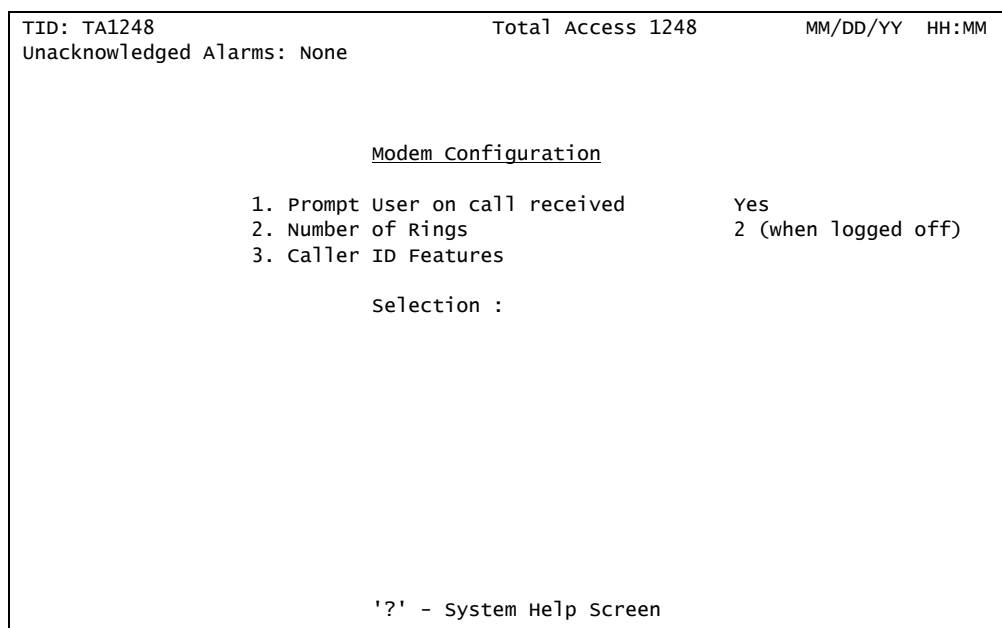 TID: TA1248 Total Access 1248 MM/DD/YY HH:MM
Unacknowledged Alarms: None
Modem Configuration
1. Prompt User on call received Yes
2. Number of Rings 2 (when logged off)
3. Caller ID Features
Selection :
'?' - System Help Screen